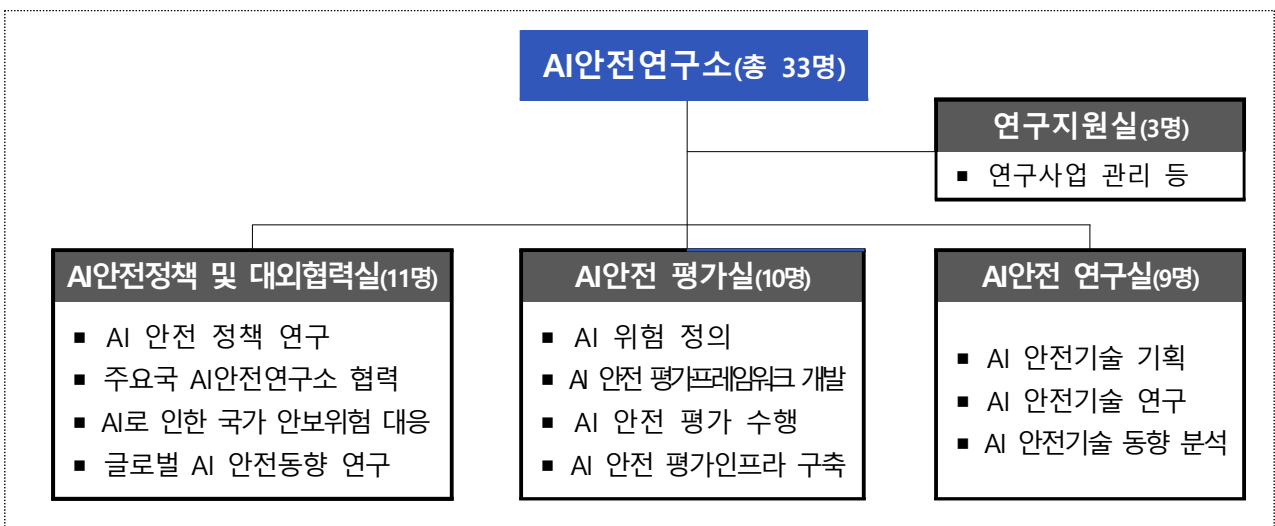 AI안전연구소(총 33명)
연구지원실(3명)
▪ 연구사업 관리 등
AI안전정책 및 대외협력실(11명)
▪ AI 안전 정책 연구
▪ 주요국 AI안전연구소 협력
▪ AI로 인한 국가 안보위험 대응
▪ 글로벌 AI 안전동향 연구
AI안전 평가실(10명)
▪ AI 위험 정의
▪ AI 안전 평가프레임워크 개발
▪ AI 안전 평가 수행
▪ AI 안전 평가인프라 구축
AI안전 연구실(9명)
▪ AI 안전기술 기획
▪ AI 안전기술 연구
▪ AI 안전기술 동향 분석